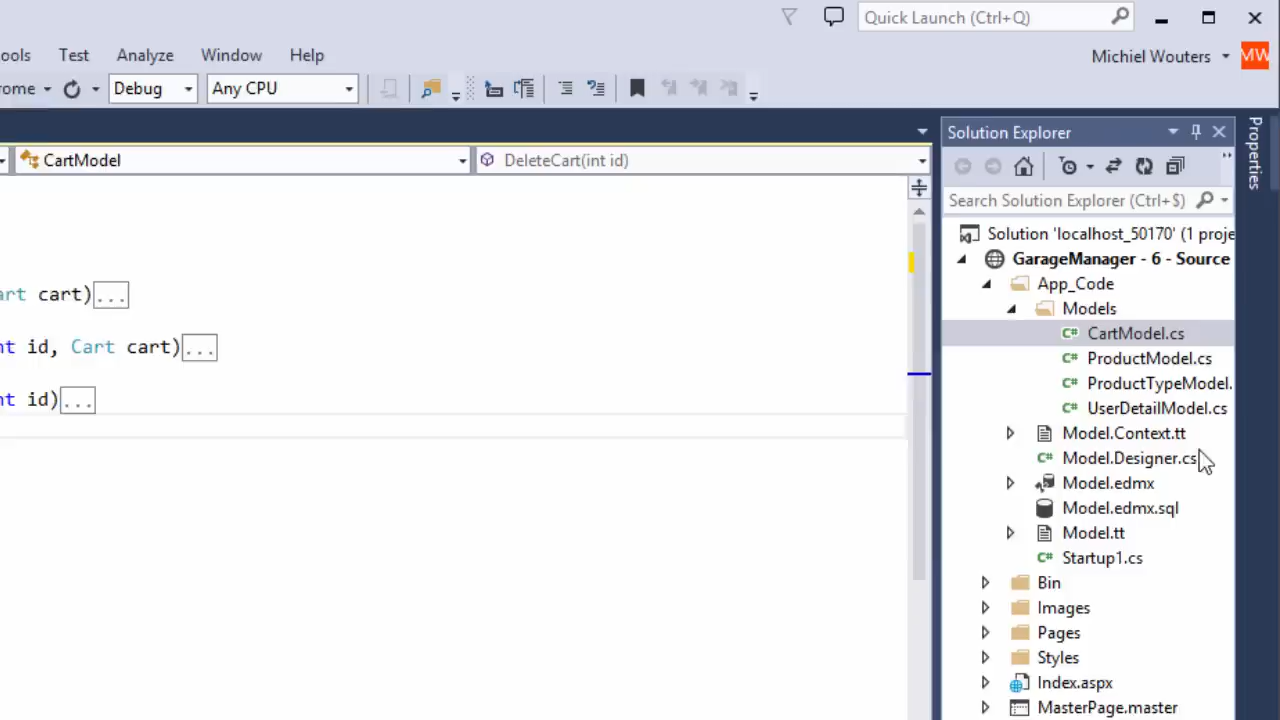 Quick Launch (Ctrl+Q)
ools Test Analyze Window Help
Michiel Wouters MW
rome Debug Any CPU
CartModel DeleteCart(int id)
Solution Explorer
Properties
Search Solution Explorer (Ctrl+$)
Solution 'localhost_50170' (1 proje
GarageManager - 6 - Source
App_Code
Models
art cart)...
CartModel.cs
nt id, Cart cart)...
ProductModel.cs
ProductTypeModel.
nt id)...
UserDetailModel.cs
Model.Context.tt
Model.Designer.cs
Model.edmx
Model.edmx.sql
Model.tt
Startup1.cs
Bin
Images
Pages
Styles
Index.aspx
MasterPage.master